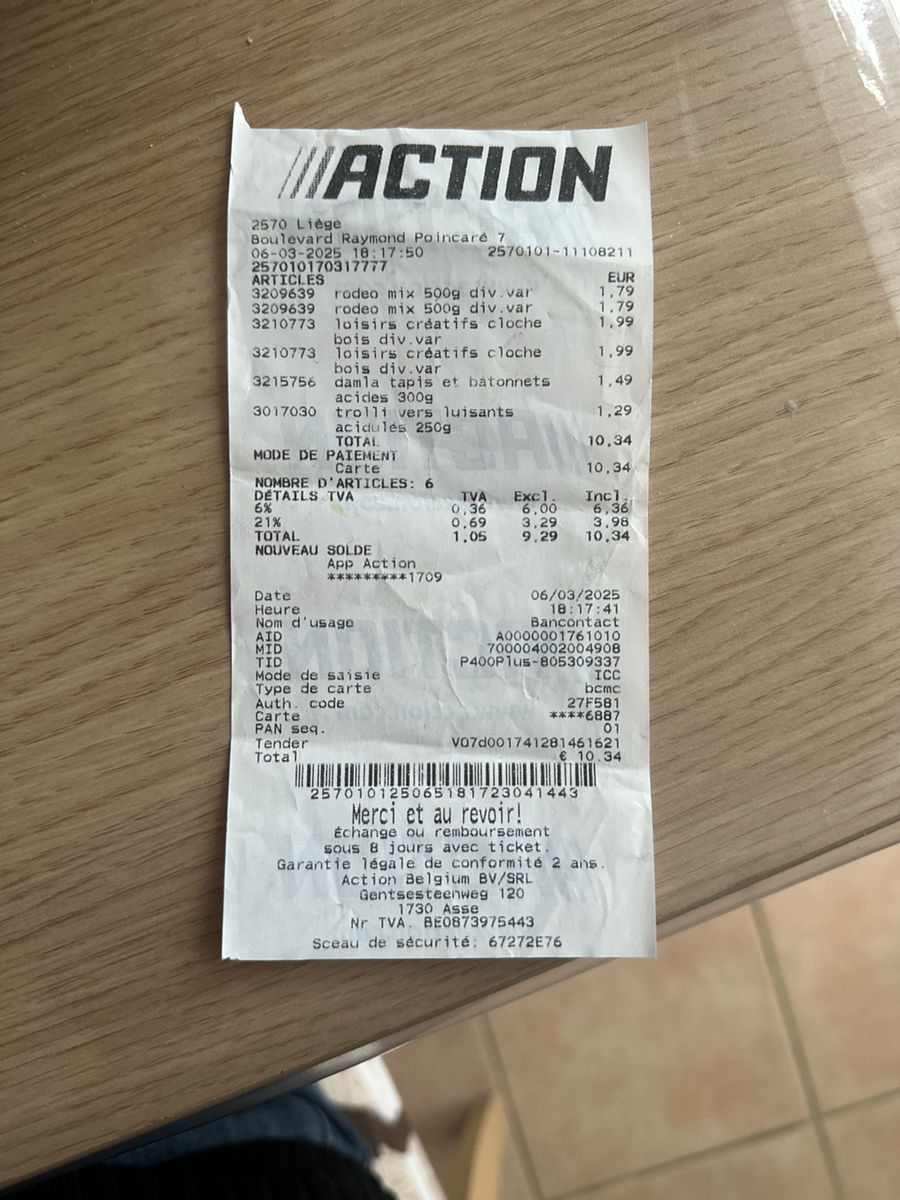 ///ACTION
2570 Liège
Boulevard Raymond Poincaré 7
06-03-2025 18:17:50 2570101-11108211
257010170317777
ARTICLES EUR
3209639 rodeo mix 500g div.var 1,79
3209639 rodeo mix 500g div.var 1,79
3210773 loisirs créatifs cloche 1,99
bois div.var
3210773 loisirs créatifs cloche 1,99
bois div.var
3215756 damla tapis et bâtonnets 1,49
acides 300g
3017030 trolli vers luisants 1,29
acidulés 250g
TOTAL 10,34
MODE DE PAIEMENT
Carte 10,34
NOMBRE D'ARTICLES: 6
DÉTAILS TVA TVA Excl. Incl.
6% 0,36 6,00 6,36
21% 0,69 3,29 3,98
TOTAL 1,05 9,29 10,34
NOUVEAU SOLDE
App Action
*********1709
Date 06/03/2025
Heure 18:17:41
Nom d'usage Bancontact
AID A0000001761010
MID 700004002004908
TID P400Plus-805309337
Mode de saisie ICC
Type de carte bcmc
Auth. code 27F581
Carte ****6887
PAN seq. 01
Tender V07d001741281461621
Total € 10.34
257010125065181723041443
Merci et au revoir!
Échange ou remboursement
sous 8 jours avec ticket.
Garantie légale de conformité 2 ans.
Action Belgium BV/SRL
Gentsesteenweg 120
1730 Asse
Nr TVA. BE0873975443
Sceau de sécurité: 67272E76